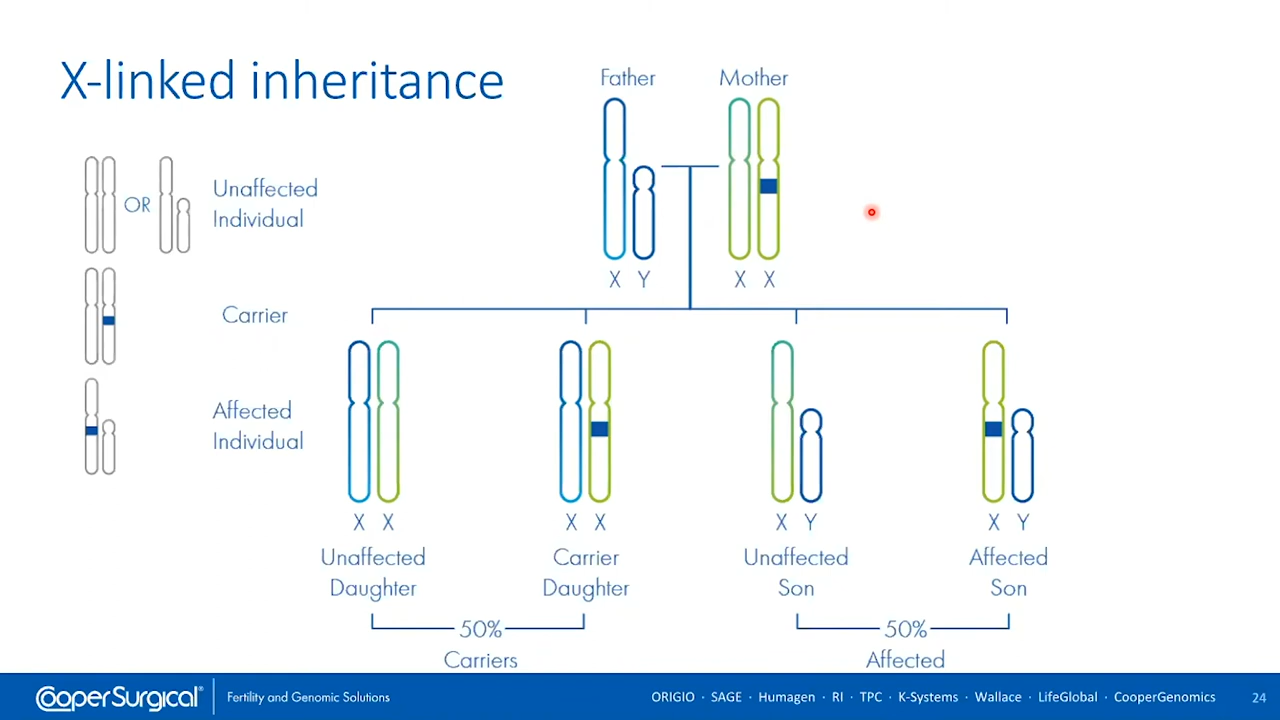 X-linked inheritance
Father
Mother
OR
Unaffected
Individual
X Y
X X
Carrier
Affected
Individual
X X
X X
X Y
X Y
Unaffected
Daughter
Carrier
Daughter
Unaffected
Son
Affected
Son
50%
Carriers
50%
Affected
CooperSurgical®
Fertility and Genomic Solutions
ORIGIO · SAGE · Humagen · RI · TPC · K-Systems · Wallace · LifeGlobal · CooperGenomics
24